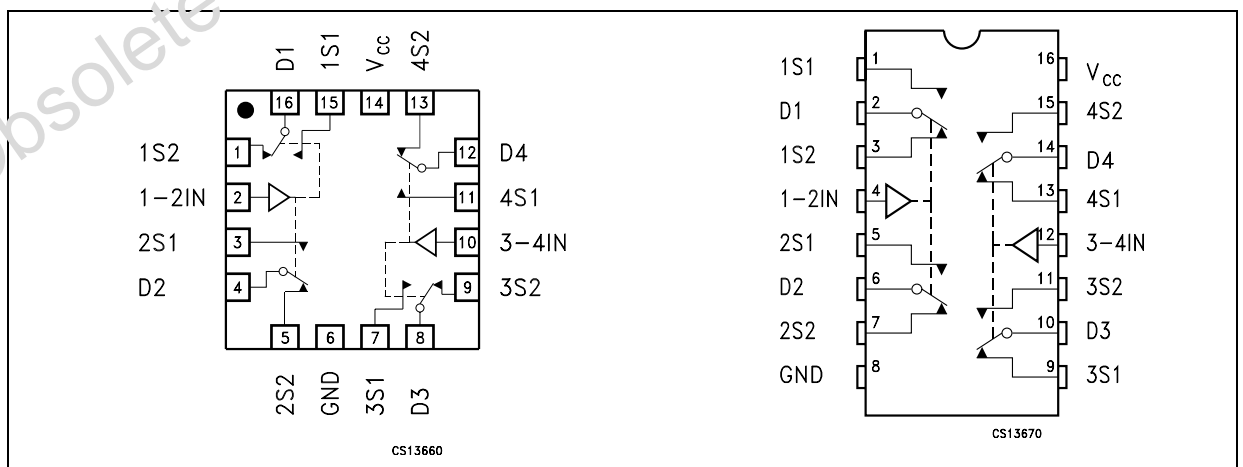 obsolete
D1
1S1
Vcc
4S2
16
15
14
13
1S2
1
12
D4
1-2IN
2
11
4S1
2S1
3
10
3-4IN
D2
4
9
3S2
5
6
7
8
2S2
GND
3S1
D3
CS13660
1S1
1
16
Vcc
D1
2
15
4S2
1S2
3
14
D4
1-2IN
4
13
4S1
2S1
5
12
3-4IN
D2
6
11
3S2
2S2
7
10
D3
GND
8
9
3S1
CS13670